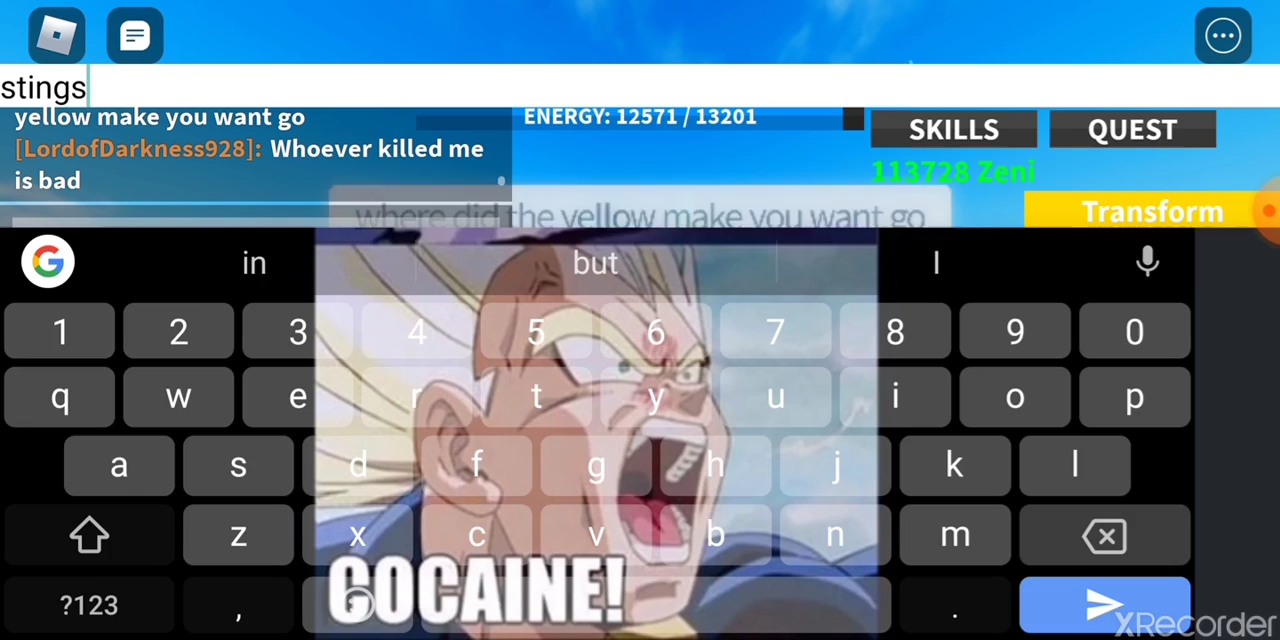 stings
yellow make you want go
[LordofDarkness928]: Whoever killed me
is bad
ENERGY: 12571 / 13201
SKILLS QUEST
113728 Zeni
where did the yellow make you want go
Transform
in but I
1 2 3 4 5 6 7 8 9 0
q w e r t y u i o p
a s d f g h j k l
z x c v b n m
COCAINE!
?123 , .
XRecorder